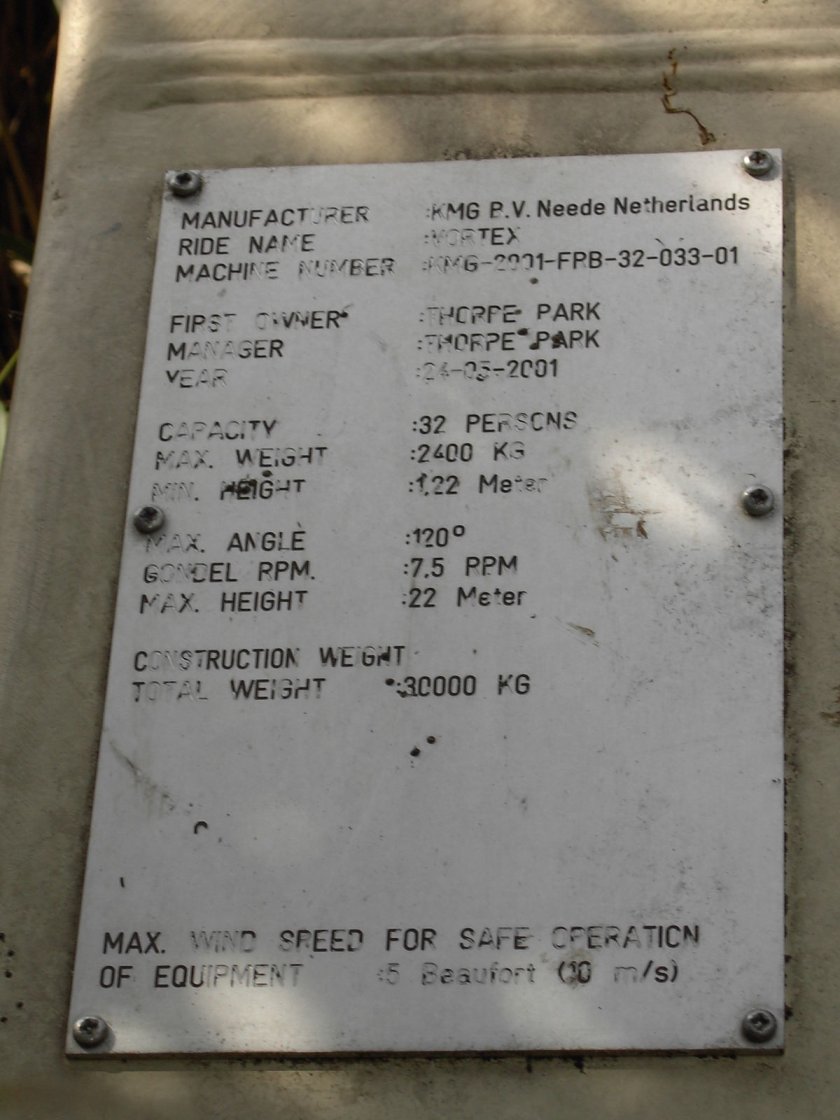 MANUFACTURER :KMG B.V. Neede Netherlands
RIDE NAME :VORTEX
MACHINE NUMBER :KMG-2001-FRB-32-033-01
FIRST OWNER :THORPE PARK
MANAGER :THORPE PARK
YEAR :24-05-2001
CAPACITY :32 PERSONS
MAX. WEIGHT :2400 KG
MIN. HEIGHT :1,22 Meter
MAX. ANGLE :120°
GONDEL RPM. :7,5 RPM
MAX. HEIGHT :22 Meter
CONSTRUCTION WEIGHT
TOTAL WEIGHT :30000 KG
MAX. WIND SPEED FOR SAFE OPERATION
OF EQUIPMENT :5 Beaufort (10 m/s)